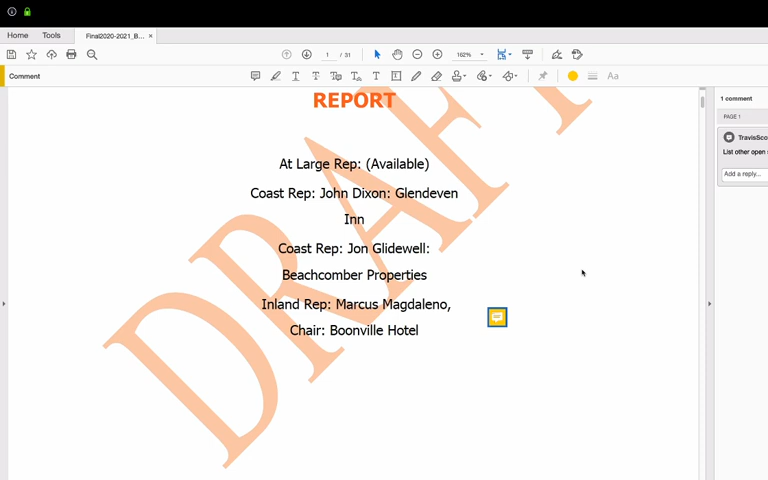 Home Tools Final2020-2021_B... ×
1 / 31 162%
Comment Aa
REPORT
At Large Rep: (Available)
Coast Rep: John Dixon: Glendeven
Inn
Coast Rep: Jon Glidewell:
Beachcomber Properties
Inland Rep: Marcus Magdaleno,
Chair: Boonville Hotel
DRAFT
1 comment
PAGE 1
TravisSco
List other open
Add a reply...